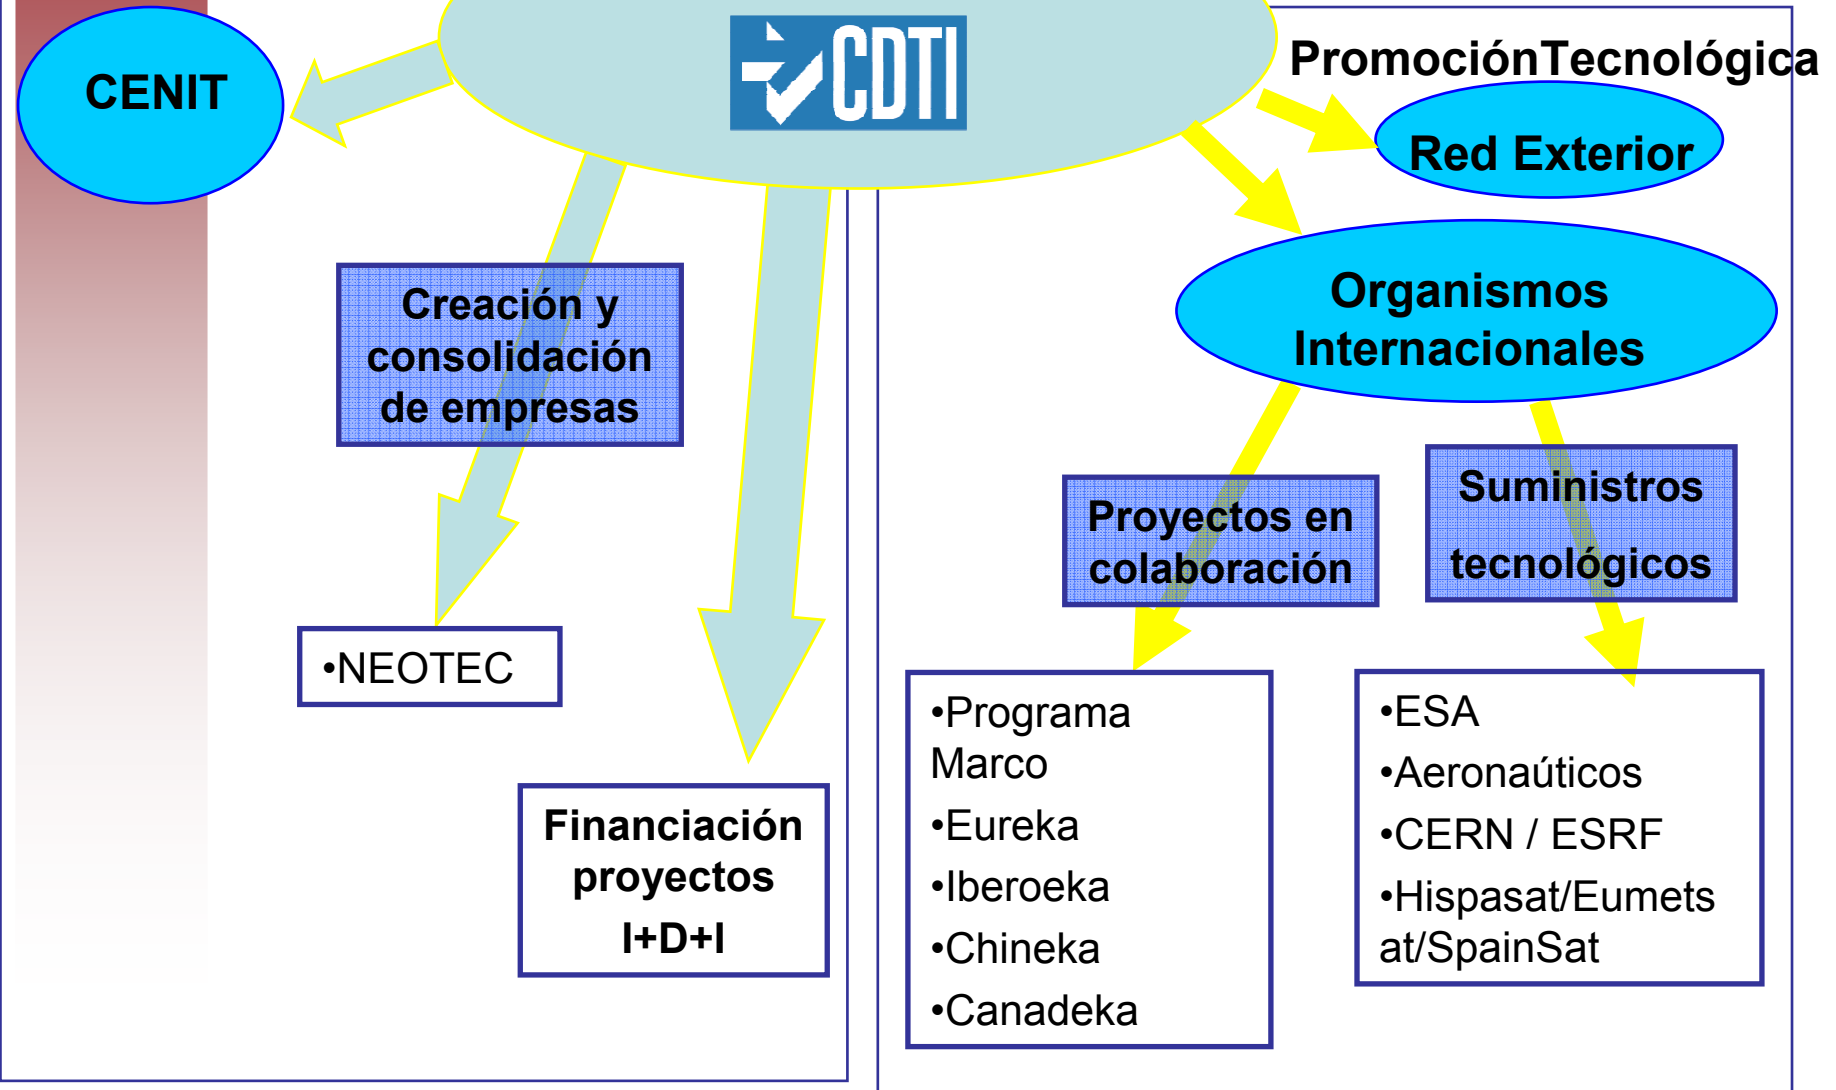 CDTI
CENIT
PromociónTecnológica
Red Exterior
Organismos
Internacionales
Creación y
consolidación
de empresas
•NEOTEC
Financiación
proyectos
I+D+I
Proyectos en
colaboración
•Programa
Marco
•Eureka
•Iberoeka
•Chineka
•Canadeka
Suministros
tecnológicos
•ESA
•Aeronaúticos
•CERN / ESRF
•Hispasat/Eumets
at/SpainSat